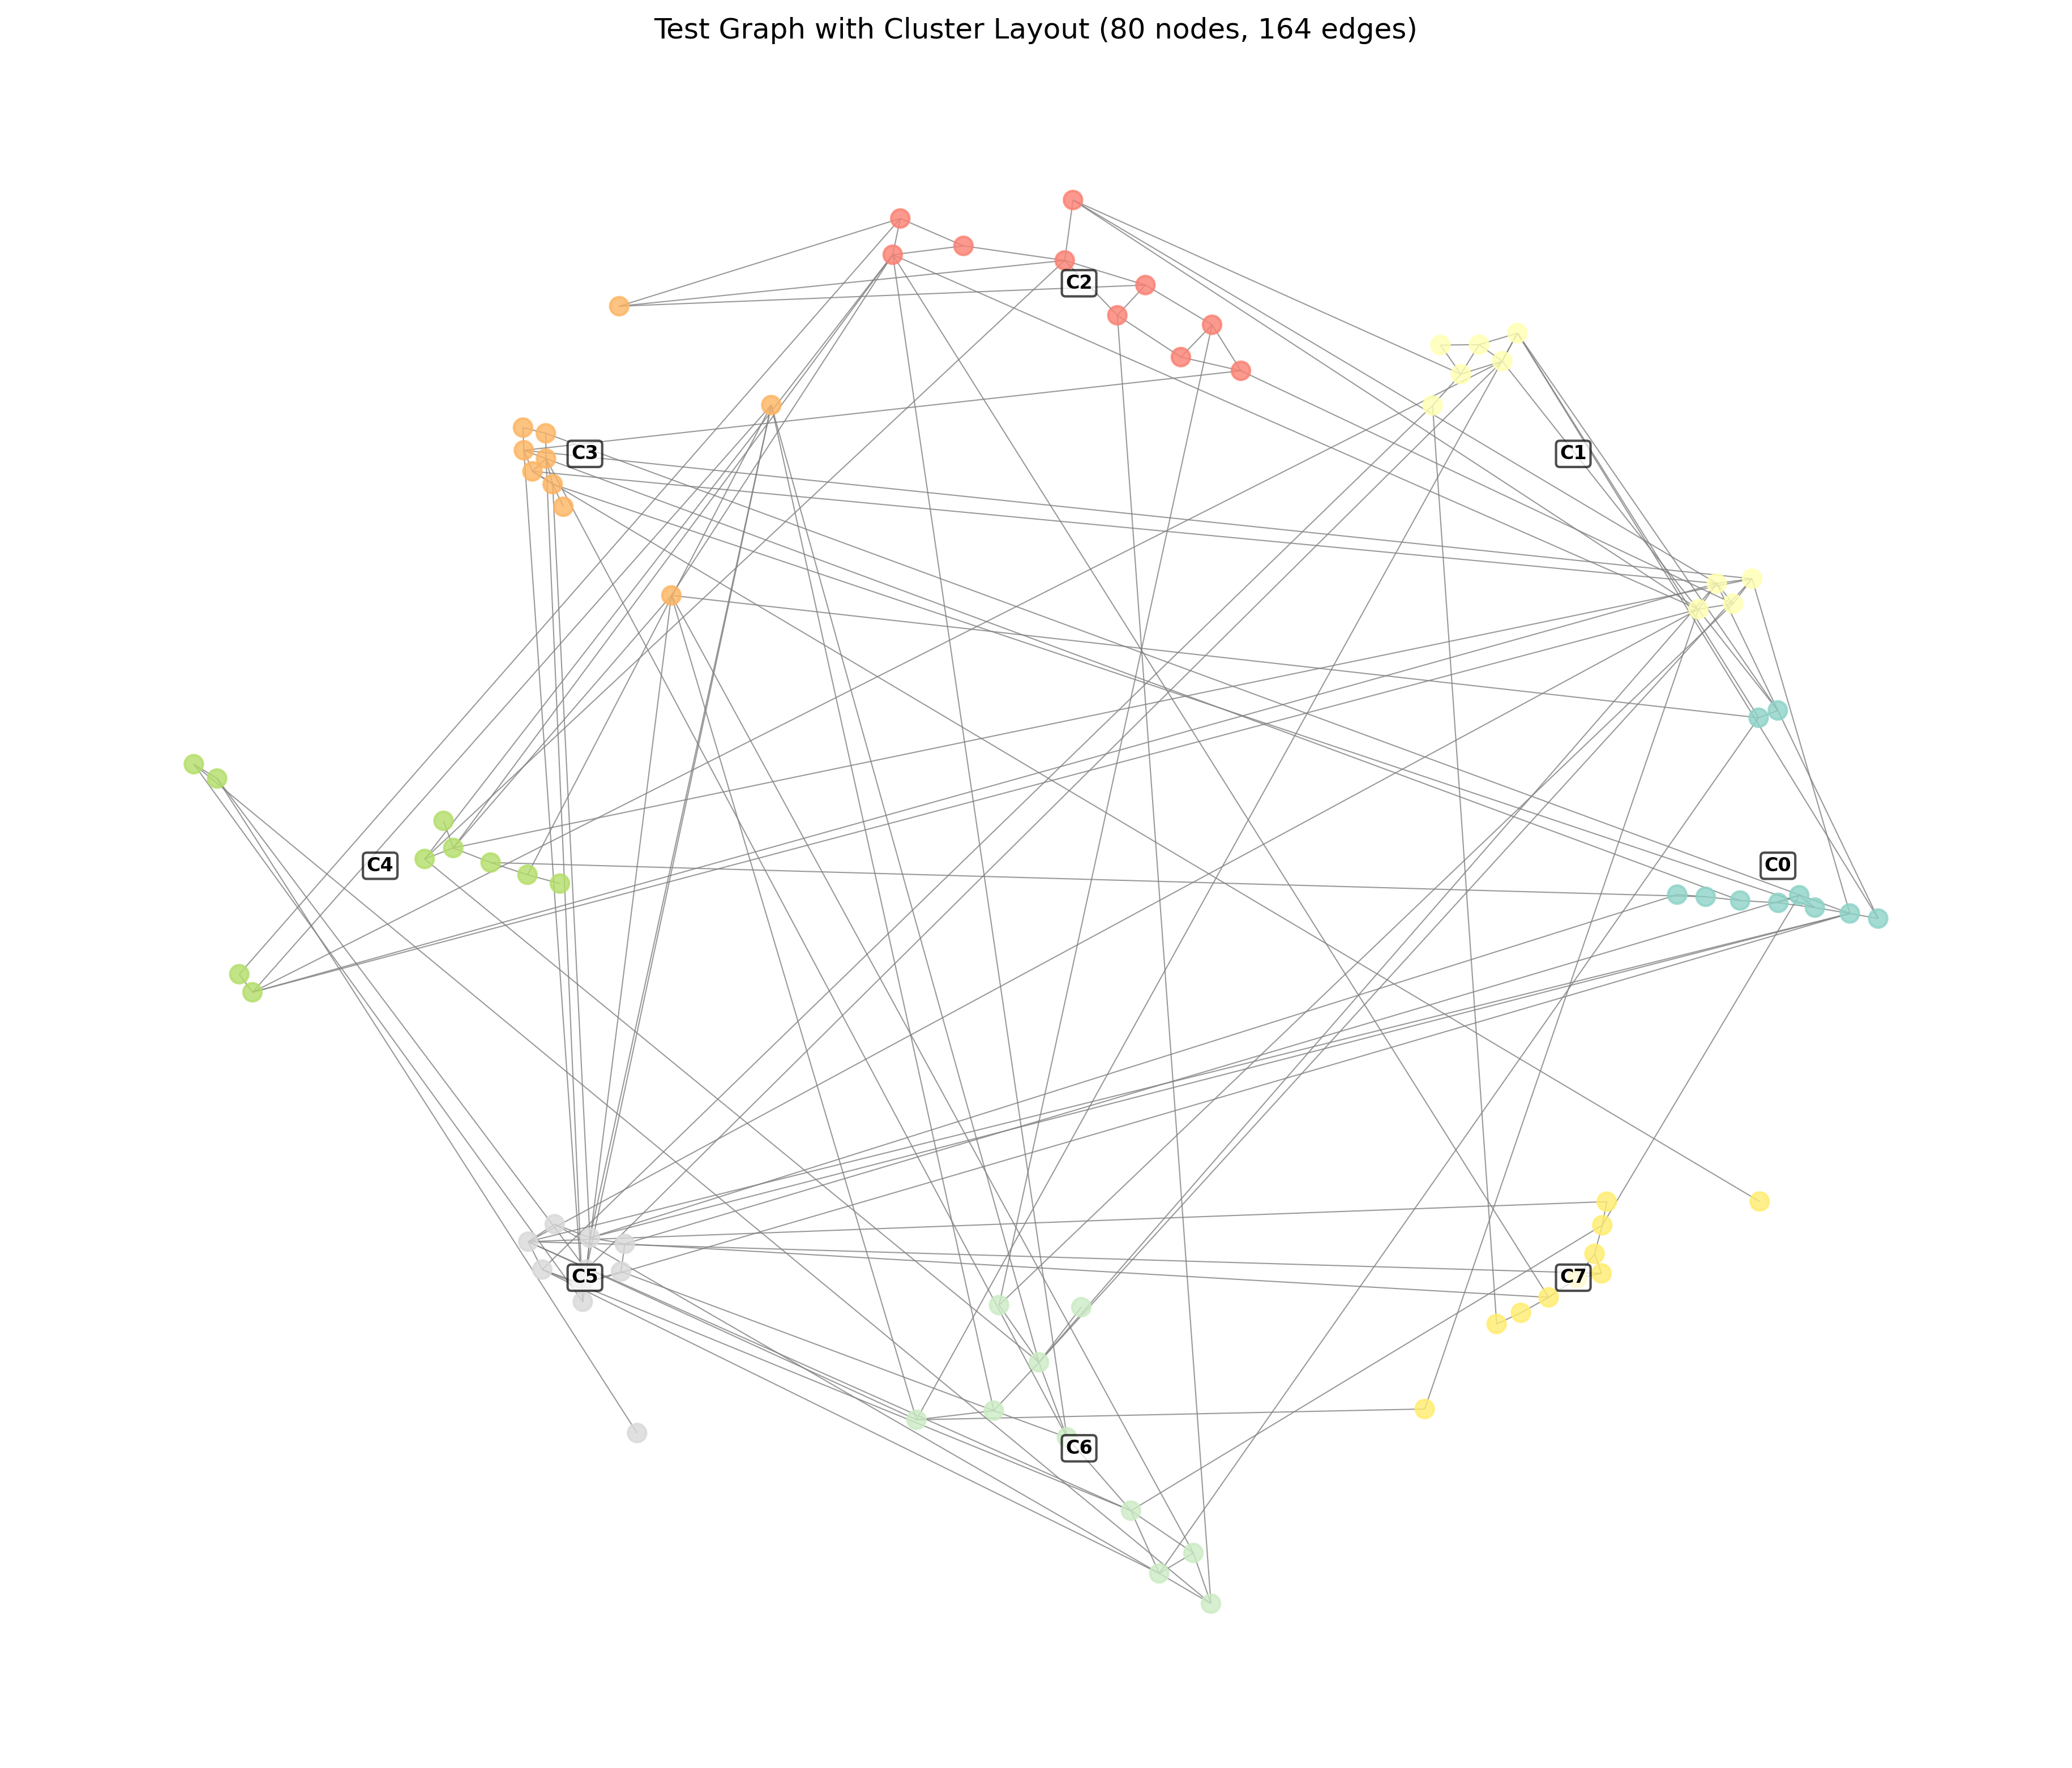 Test Graph with Cluster Layout (80 nodes, 164 edges)
C2
C3
C1
C4
C0
C5
C7
C6